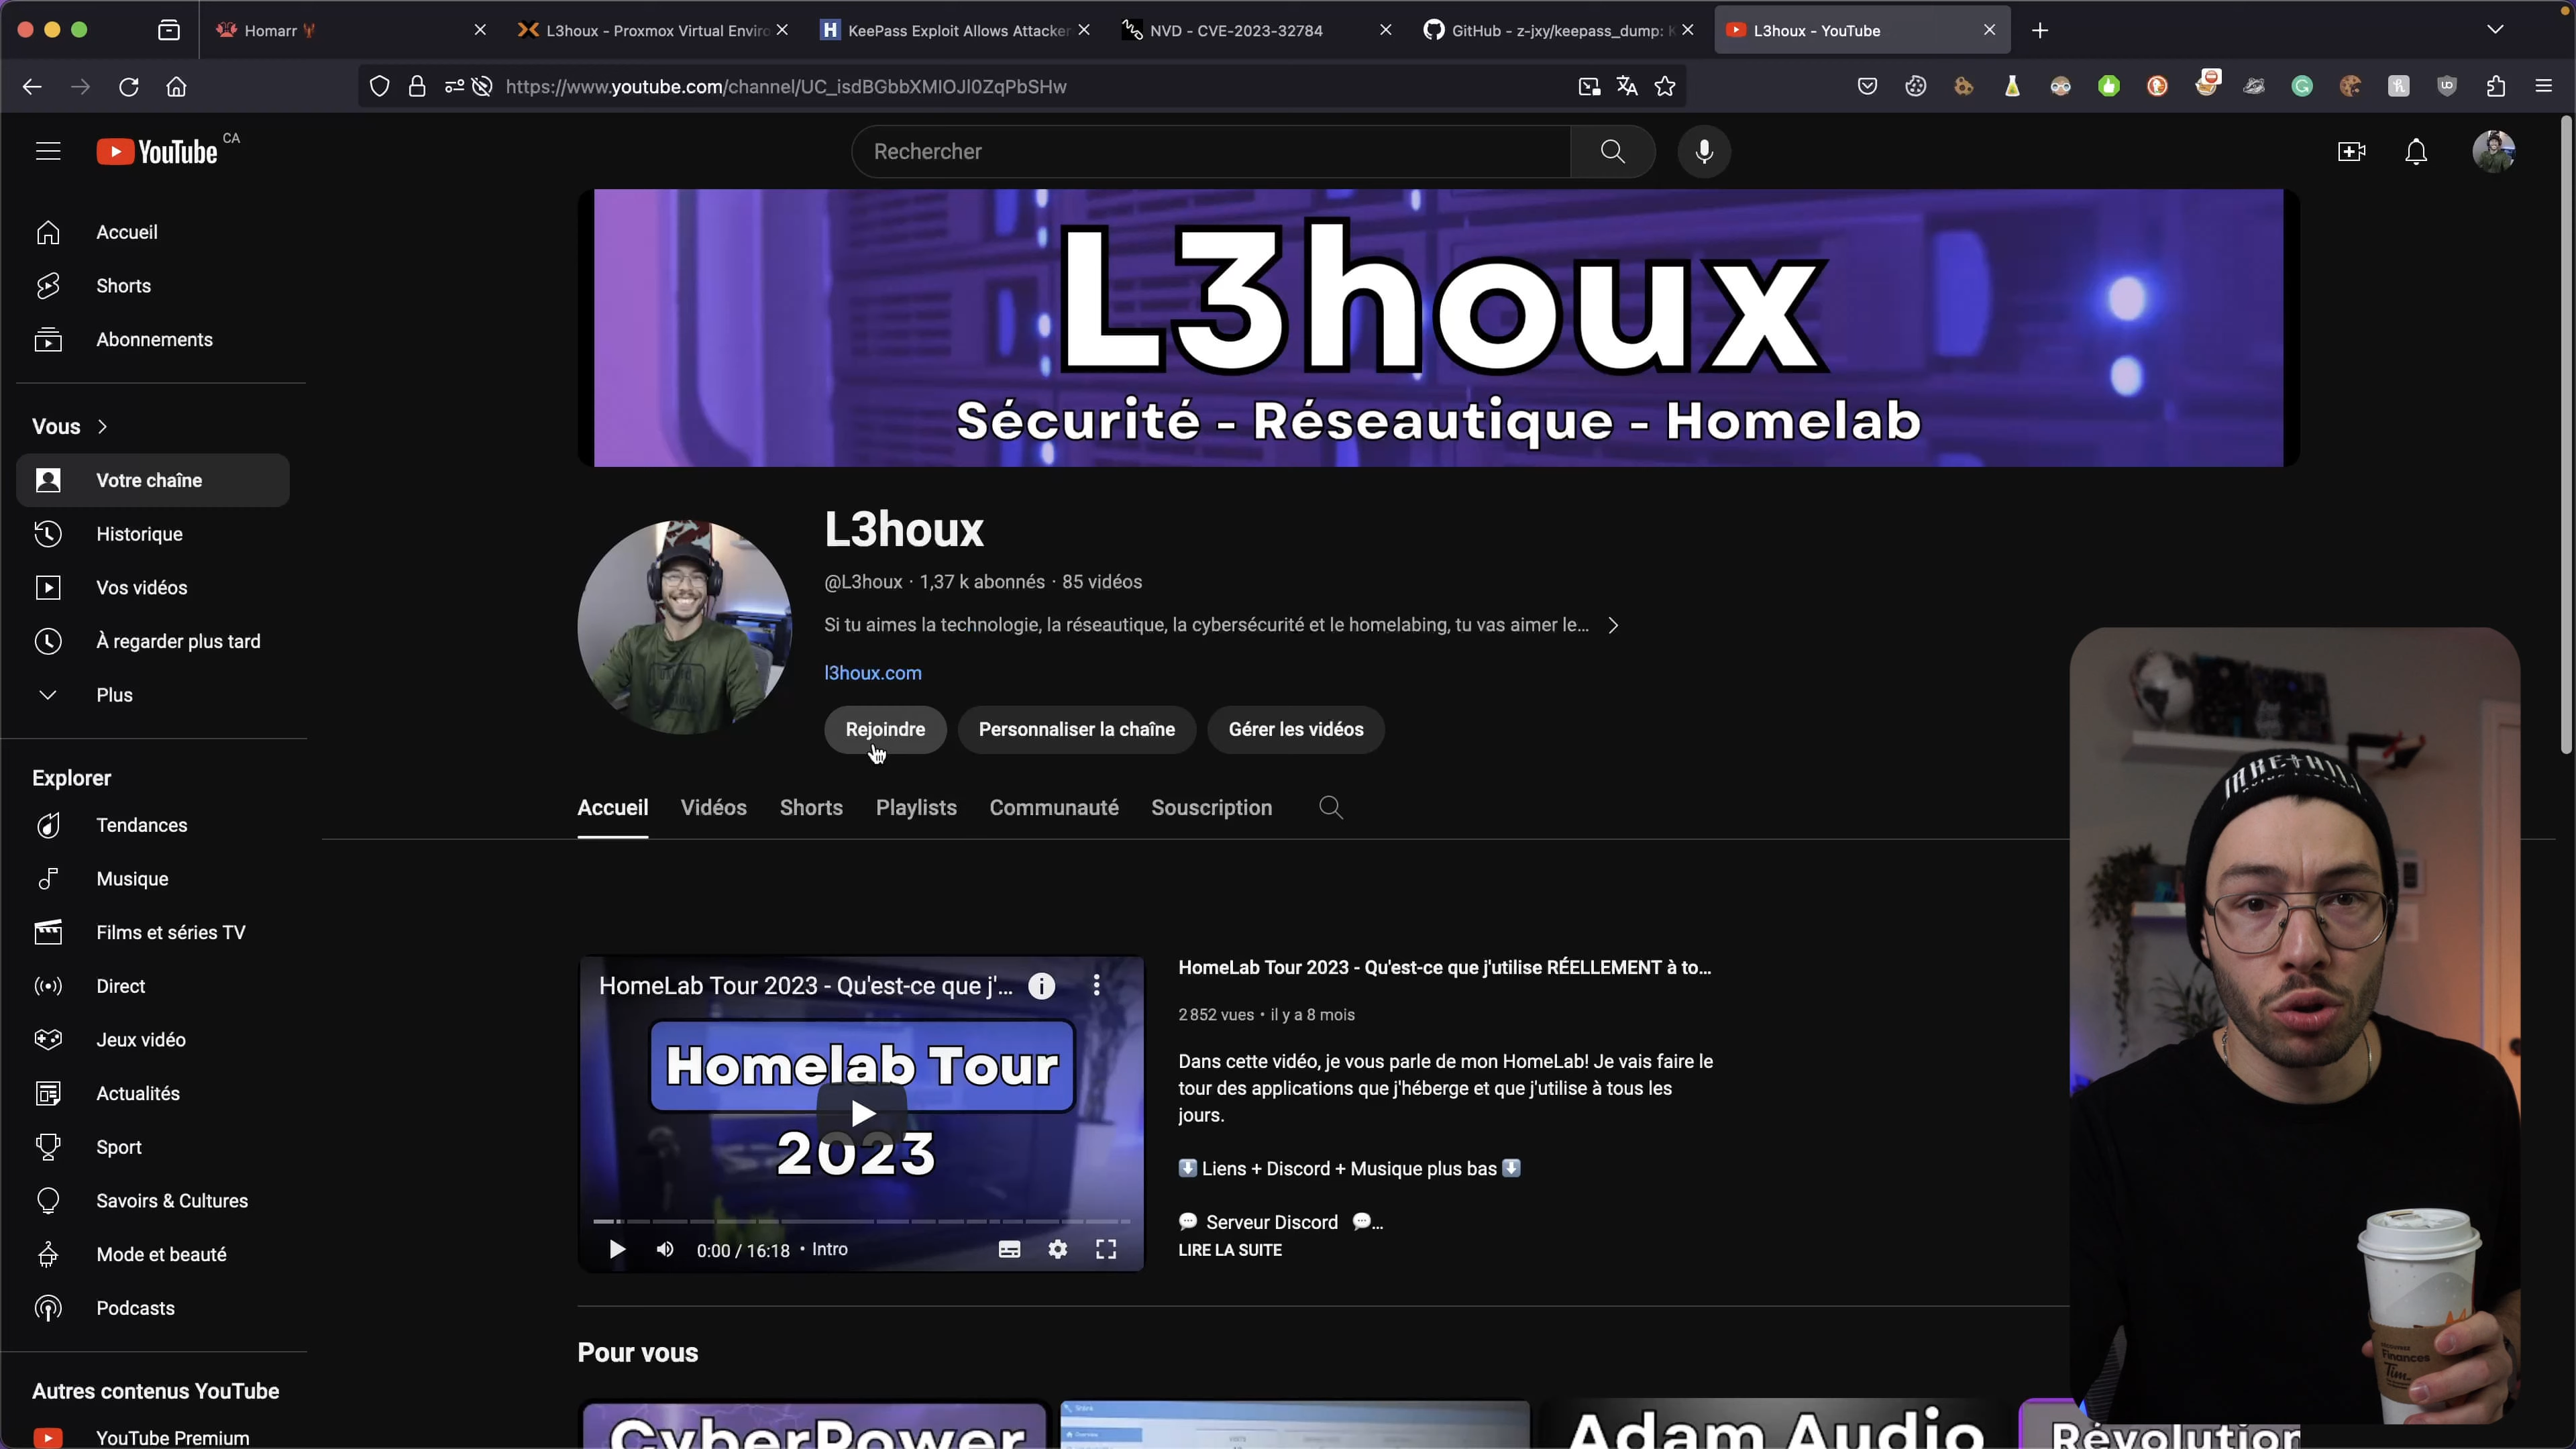 Homarr
L3houx - Proxmox Virtual Enviro
KeePass Exploit Allows Attacker
NVD - CVE-2023-32784
GitHub - z-jxy/keepass_dump: K
L3houx - YouTube
https://www.youtube.com/channel/UC_isdBGbbXMIOJl0ZqPbSHw
YouTube CA
Rechercher
Accueil
Shorts
Abonnements
Vous
Votre chaîne
Historique
Vos vidéos
À regarder plus tard
Plus
Explorer
Tendances
Musique
Films et séries TV
Direct
Jeux vidéo
Actualités
Sport
Savoirs & Cultures
Mode et beauté
Podcasts
Autres contenus YouTube
YouTube Premium
L3houx
Sécurité - Réseautique - Homelab
L3houx
@L3houx · 1,37 k abonnés · 85 vidéos
Si tu aimes la technologie, la réseautique, la cybersécurité et le homelabing, tu vas aimer le...
l3houx.com
Rejoindre
Personnaliser la chaîne
Gérer les vidéos
Accueil
Vidéos
Shorts
Playlists
Communauté
Souscription
HomeLab Tour 2023 - Qu'est-ce que j'...
Homelab Tour
2023
0:00 / 16:18 • Intro
HomeLab Tour 2023 - Qu'est-ce que j'utilise RÉELLEMENT à to...
2 852 vues • il y a 8 mois
Dans cette vidéo, je vous parle de mon HomeLab! Je vais faire le
tour des applications que j'héberge et que j'utilise à tous les
jours.
⬇️ Liens + Discord + Musique plus bas ⬇️
💬 Serveur Discord 💬...
LIRE LA SUITE
Pour vous
CyberPower
Adam Audio
Révolution
Finances
Tim